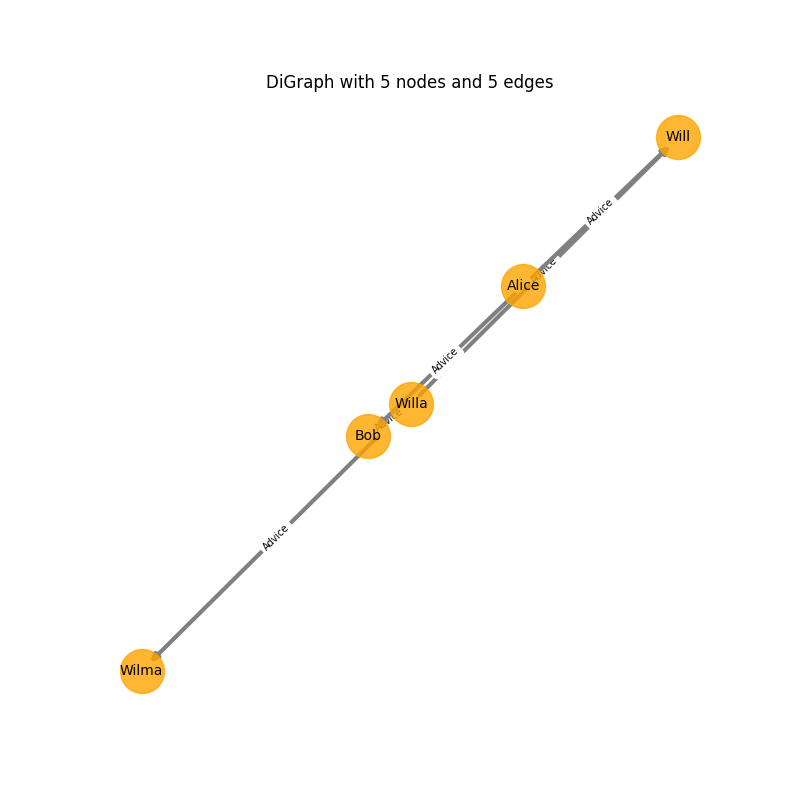 DiGraph with 5 nodes and 5 edges
Will
Advice
Advice
Alice
Advice
Willa
Advice
Bob
Advice
Wilma